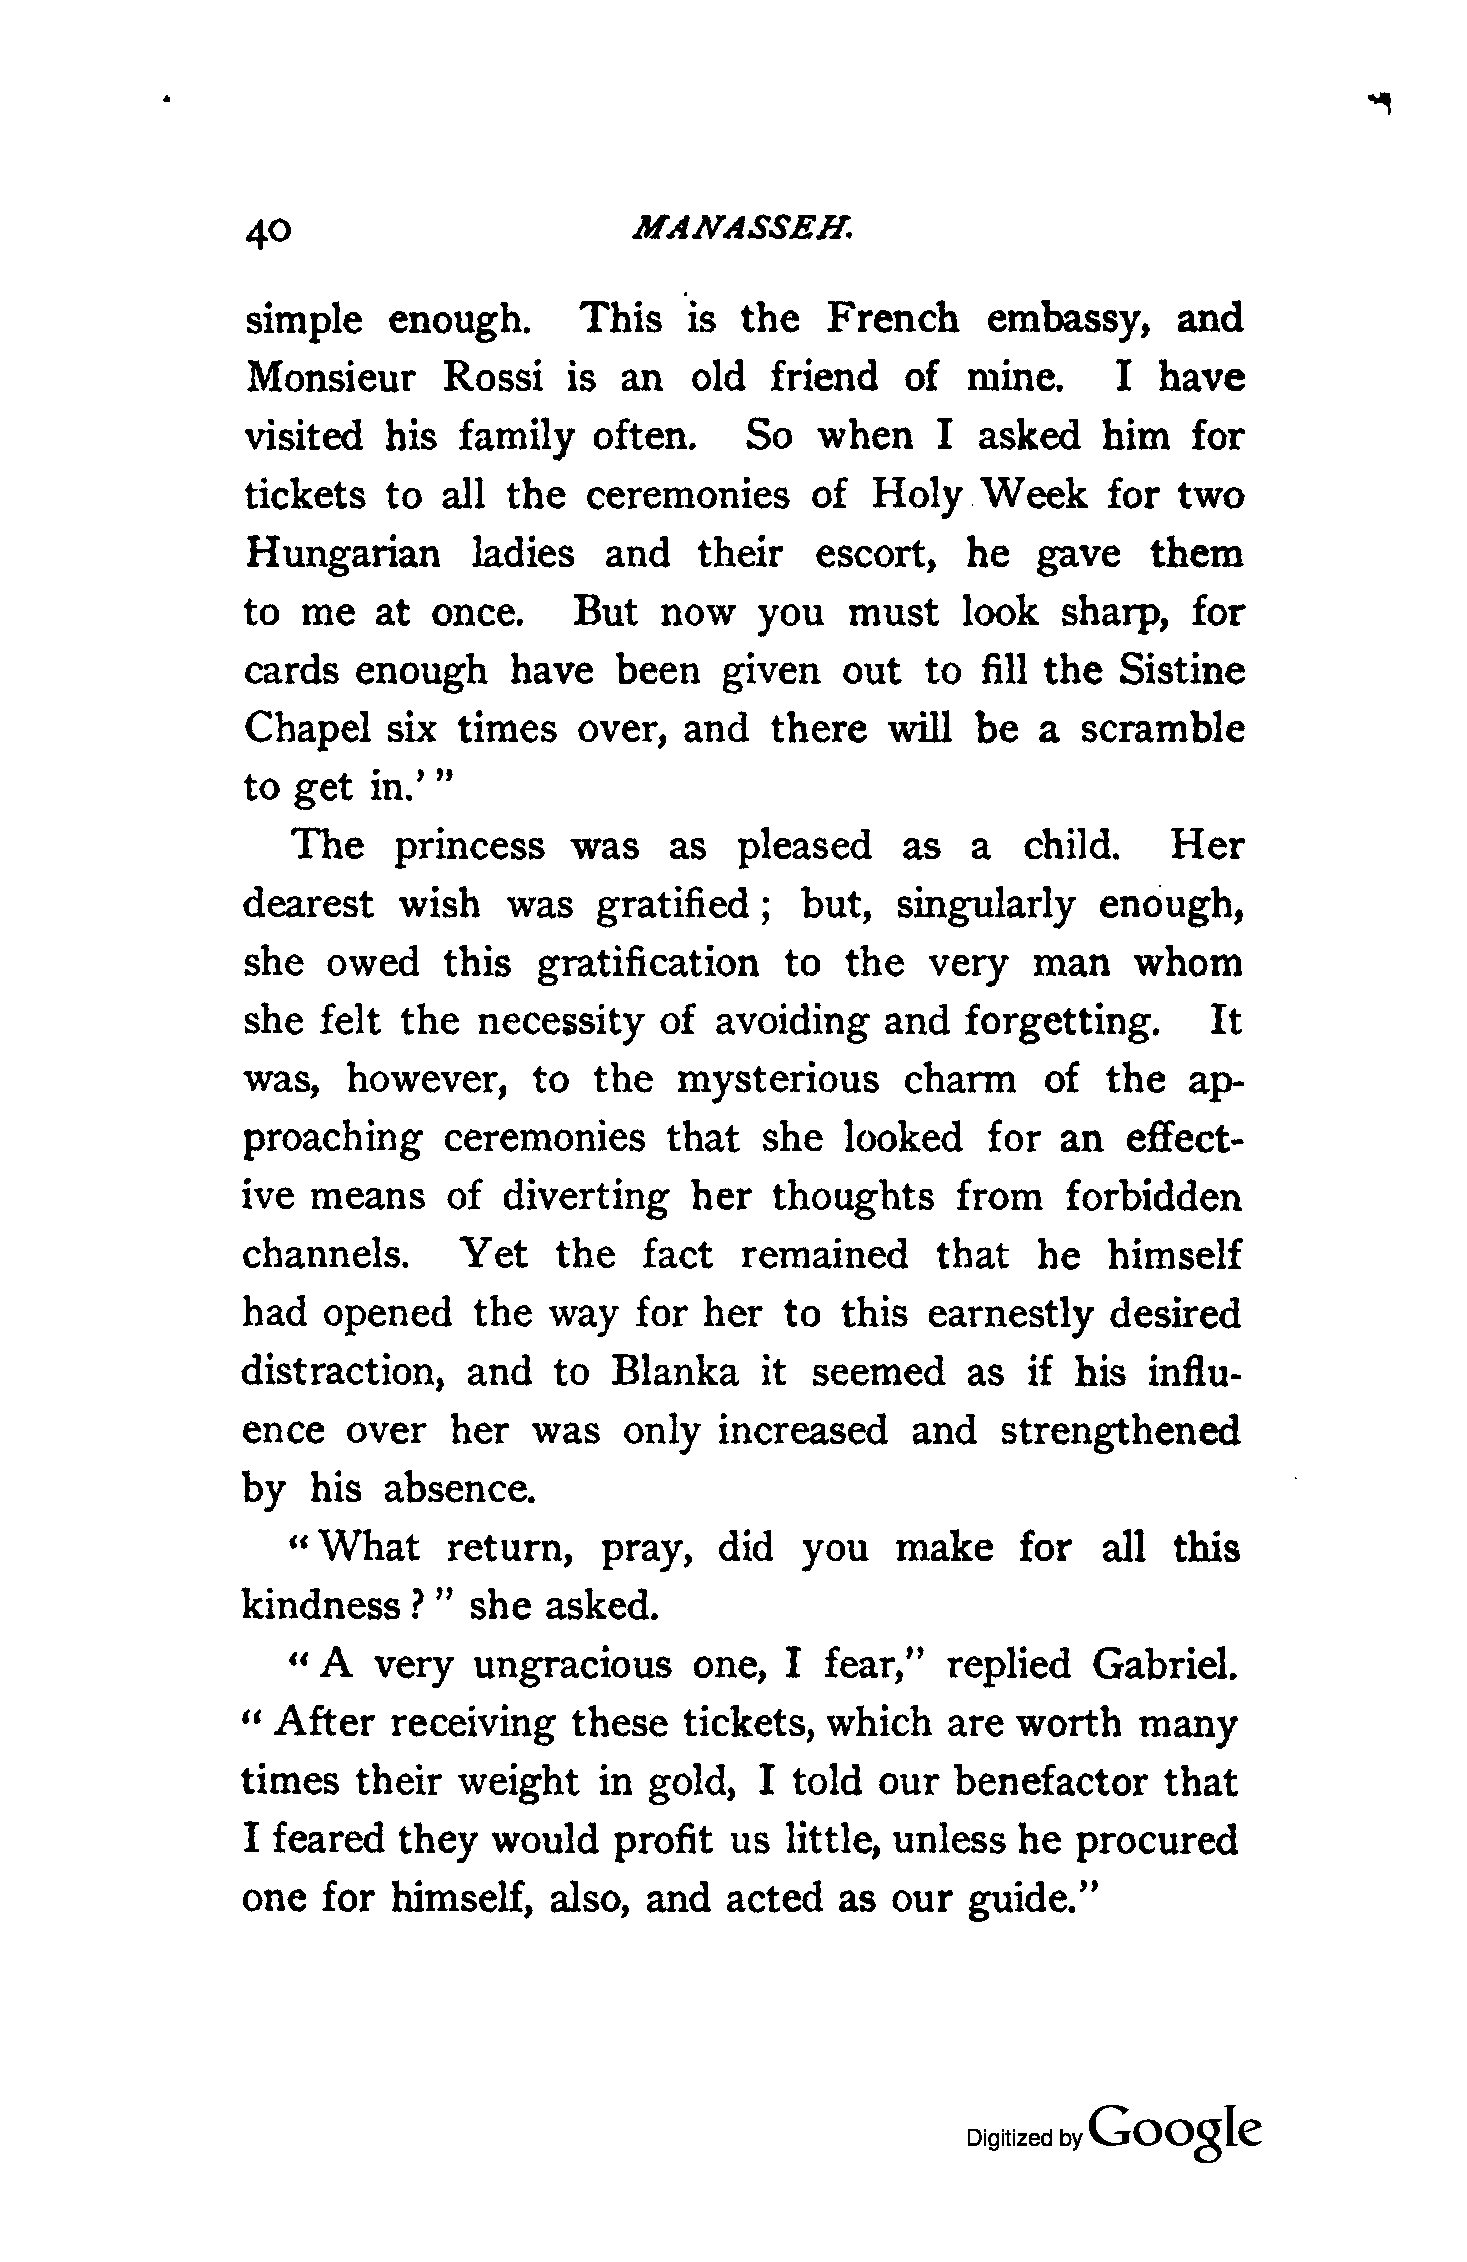 40 MANASSEH.
simple enough. This is the French embassy, and
Monsieur Rossi is an old friend of mine. I have
visited his family often. So when I asked him for
tickets to all the ceremonies of Holy Week for two
Hungarian ladies and their escort, he gave them
to me at once. But now you must look sharp, for
cards enough have been given out to fill the Sistine
Chapel six times over, and there will be a scramble
to get in.' "
The princess was as pleased as a child. Her
dearest wish was gratified ; but, singularly enough,
she owed this gratification to the very man whom
she felt the necessity of avoiding and forgetting. It
was, however, to the mysterious charm of the ap-
proaching ceremonies that she looked for an effect-
ive means of diverting her thoughts from forbidden
channels. Yet the fact remained that he himself
had opened the way for her to this earnestly desired
distraction, and to Blanka it seemed as if his influ-
ence over her was only increased and strengthened
by his absence.
" What return, pray, did you make for all this
kindness ? " she asked.
" A very ungracious one, I fear," replied Gabriel.
" After receiving these tickets, which are worth many
times their weight in gold, I told our benefactor that
I feared they would profit us little, unless he procured
one for himself, also, and acted as our guide."
Digitized by Google